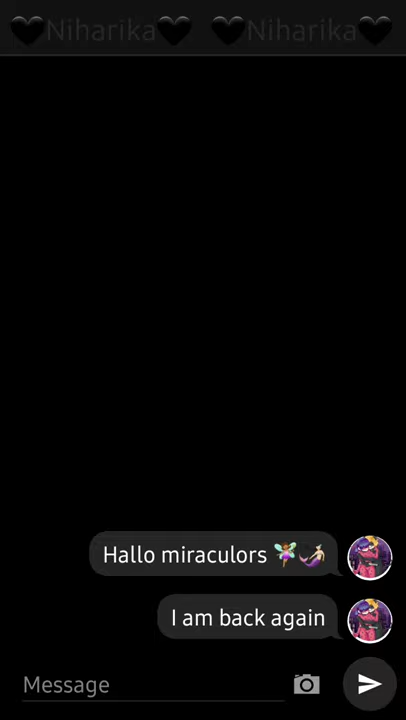 🖤Niharika🖤 🖤Niharika🖤
Hallo miraculors 🧚🏽‍♀️🧜🏻‍♀️
I am back again
Message